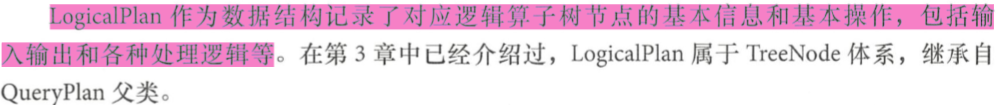 LogicalPlan 作为数据结构记录了对应逻辑算子树节点的基本信息和基本操作，包括输
入输出和各种处理逻辑等。在第 3 章中已经介绍过，LogicalPlan 属于 TreeNode 体系，继承自
QueryPlan 父类。